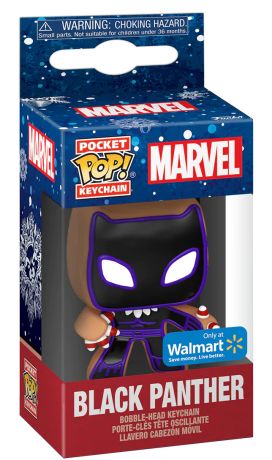 WARNING: CHOKING HAZARD.
Small parts. Not suitable for children under 36 months.
POCKET
POP!
KEYCHAIN
MARVEL
MARVEL
Only at
Walmart
Save money. Live better.
BLACK PANTHER
BOBBLE-HEAD KEYCHAIN
PORTE-CLÉS TÊTE OSCILLANTE
LLAVERO CABEZÓN MÓVIL